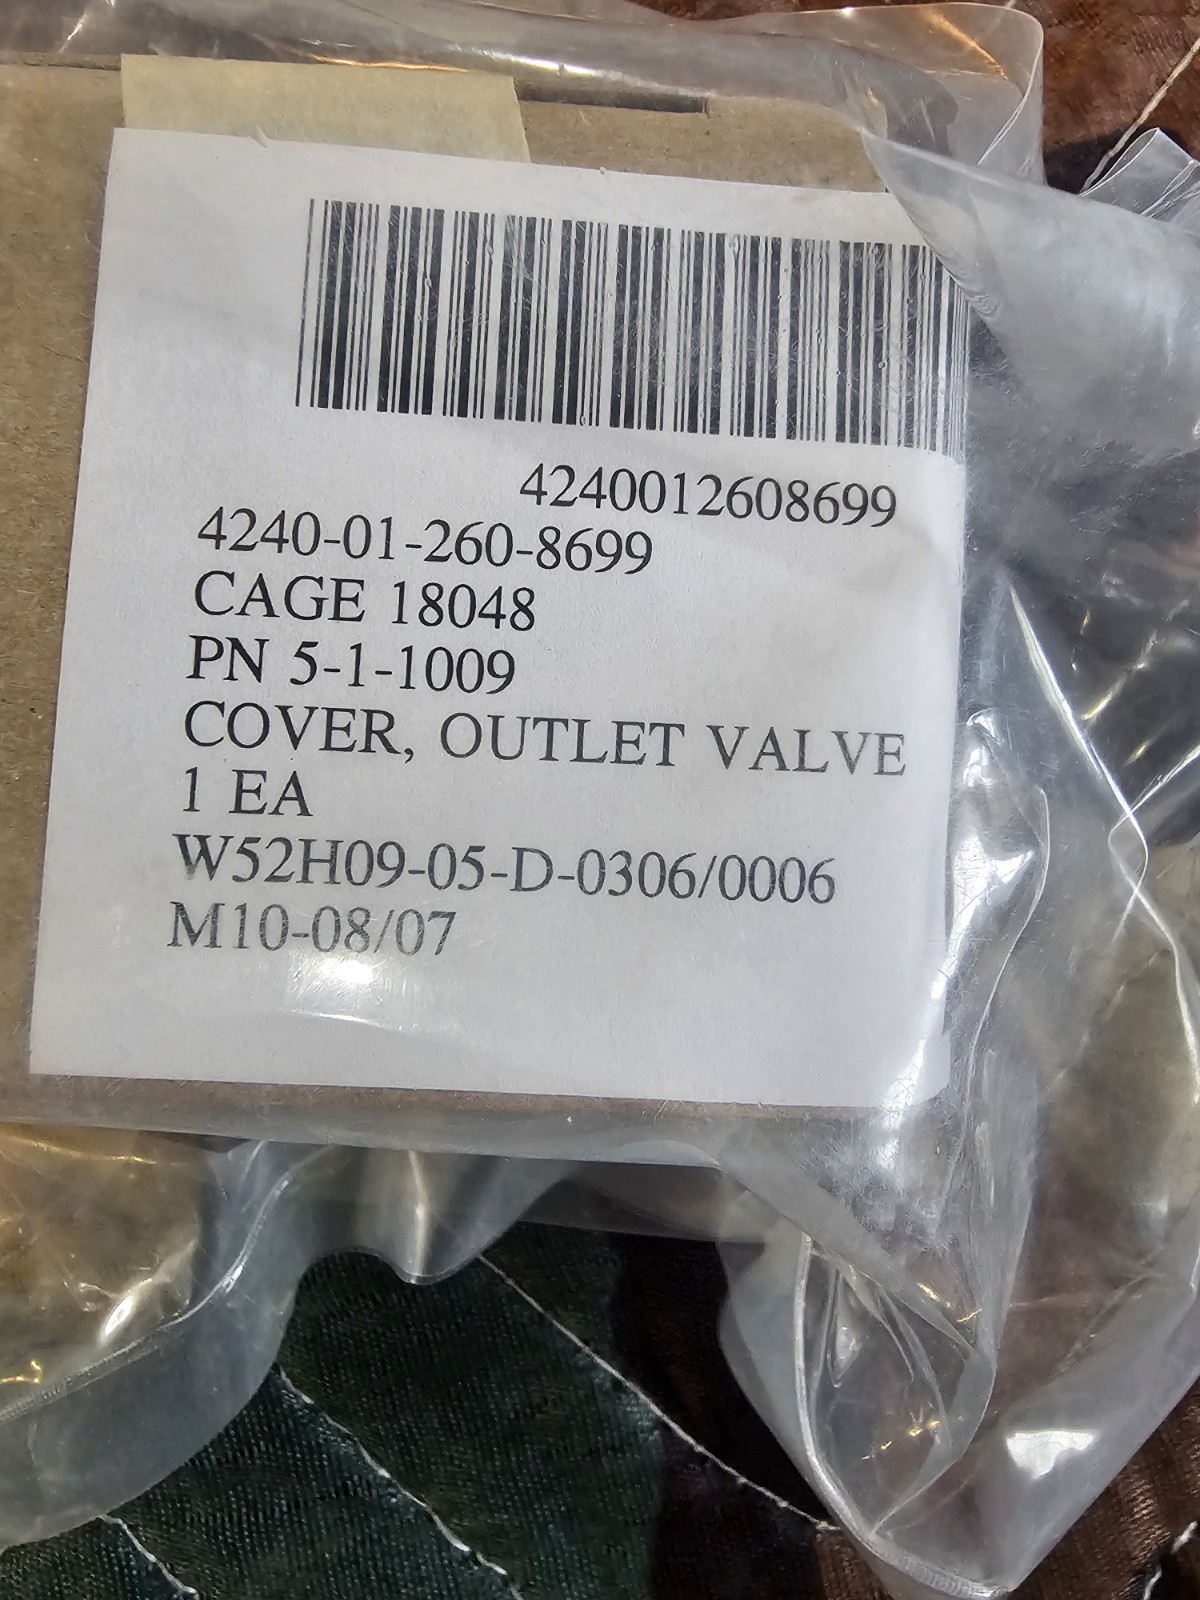 4240012608699
4240-01-260-8699
CAGE 18048
PN 5-1-1009
COVER, OUTLET VALVE
1 EA
W52H09-05-D-0306/0006
M10-08/07